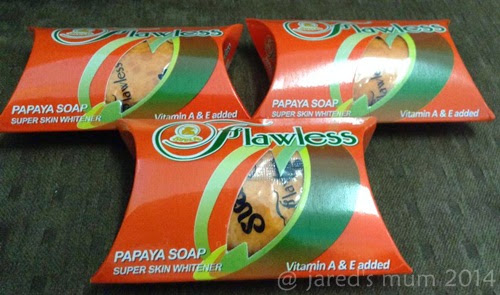 Flawless
PAPAYA SOAP
SUPER SKIN WHITENER
Vitamin A & E added
Flawless
PAPAYA SOAP
SUPER SKIN WHITENER
Vitamin A & E added
Flawless
PAPAYA SOAP
SUPER SKIN WHITENER
Vitamin A & E added
@ jared's mum 2014